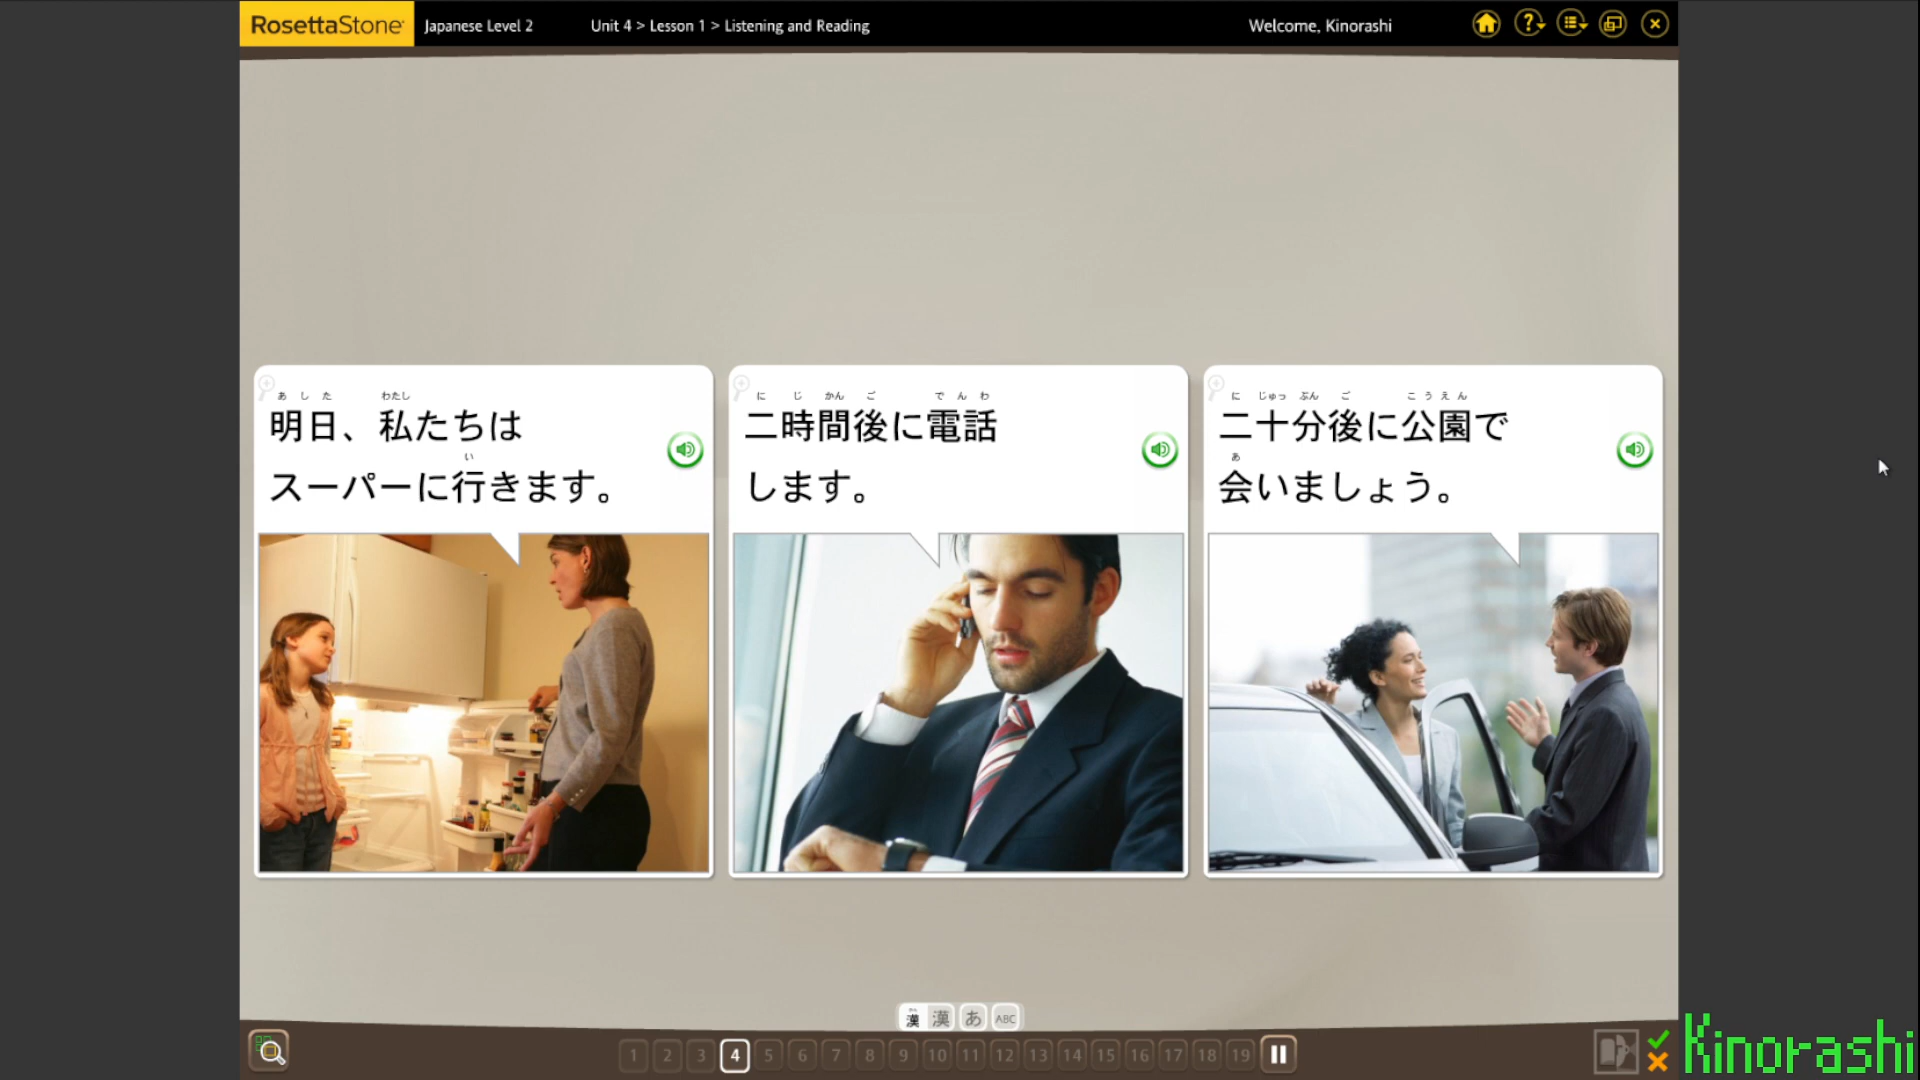 RosettaStone
Japanese Level 2
Unit 4 > Lesson 1 > Listening and Reading
Welcome, Kinorashi
あした わたし
明日、私たちは
い
スーパーに行きます。
に じ かん ご でんわ
二時間後に電話
します。
に じゅっ ぷん ご こうえん
二十分後に公園で
あ
会いましょう。
漢 漢 あ ABC
1 2 3 4 5 6 7 8 9 10 11 12 13 14 15 16 17 18 19
Kinorashi